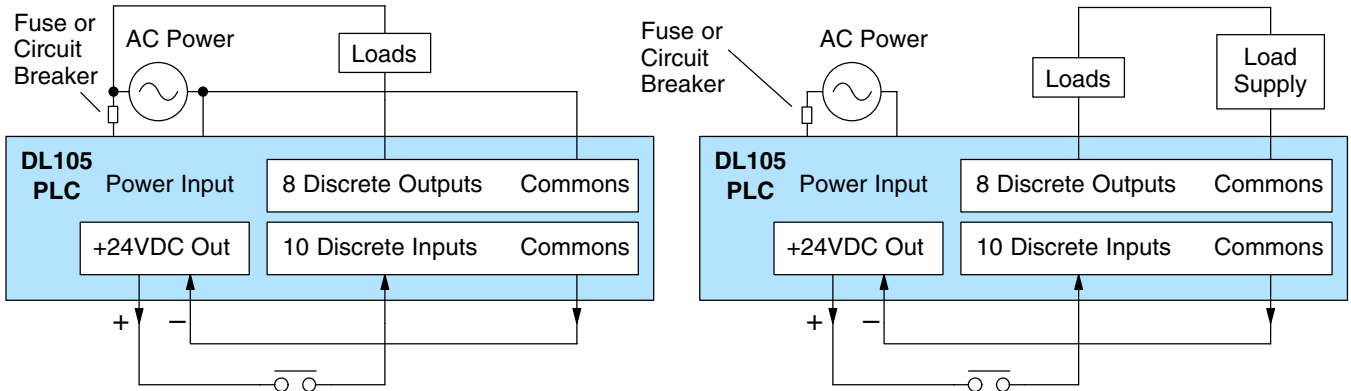 Fuse or
Circuit
Breaker
AC Power
Loads
DL105
PLC
Power Input
8 Discrete Outputs Commons
+24VDC Out
10 Discrete Inputs Commons
+ –
Fuse or
Circuit
Breaker
AC Power
Loads
Load
Supply
DL105
PLC
Power Input
8 Discrete Outputs Commons
+24VDC Out
10 Discrete Inputs Commons
+ –